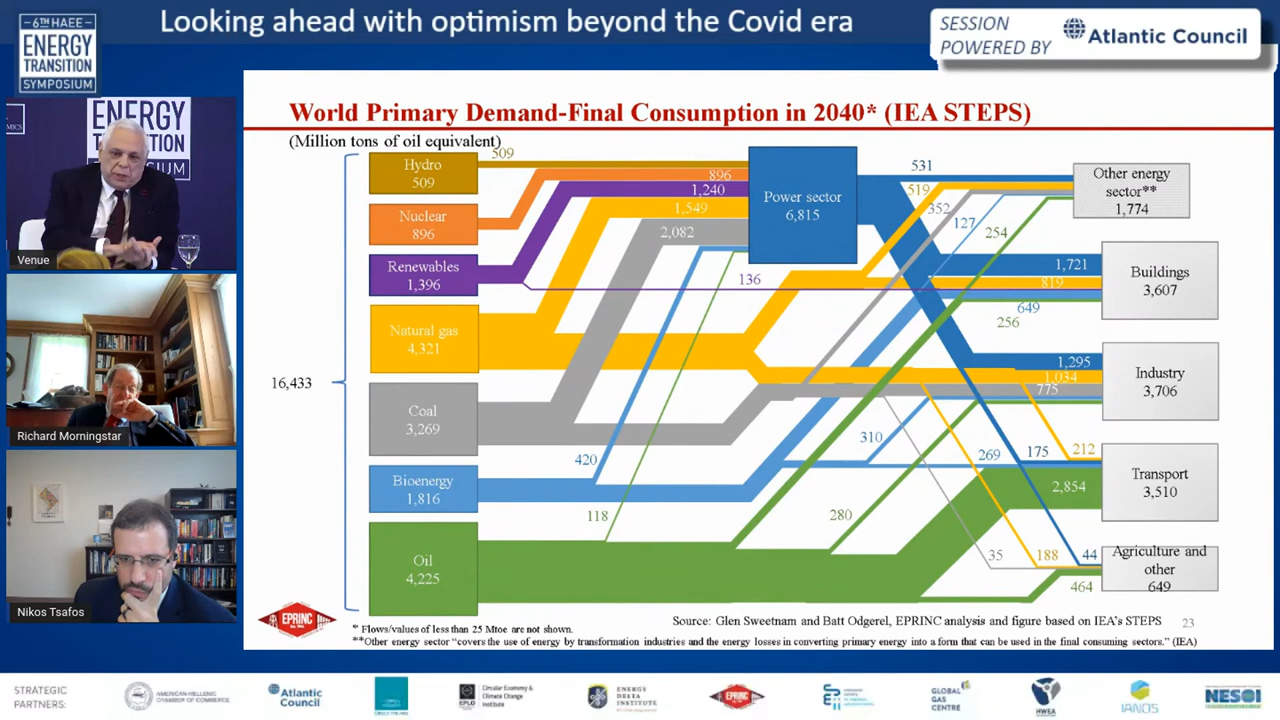 6TH HAEE
ENERGY
TRANSITION
SYMPOSIUM
Looking ahead with optimism beyond the Covid era
SESSION
POWERED BY
Atlantic Council
ENERGY
Venue
Richard Morningstar
Nikos Tsafos
World Primary Demand-Final Consumption in 2040* (IEA STEPS)
(Million tons of oil equivalent)
16,433
Hydro
509
Nuclear
896
Renewables
1,396
Natural gas
4,321
Coal
3,269
Bioenergy
1,816
Oil
4,225
509
896
1,240
1,549
2,082
136
420
118
Power sector
6,815
531
519
352
127
254
1,721
819
649
256
1,295
1,034
775
310
269
175
212
2,854
280
35
188
44
464
Other energy
sector**
1,774
Buildings
3,607
Industry
3,706
Transport
3,510
Agriculture and
other
649
EPRINC
Source: Glen Sweetnam and Batt Odgerel, EPRINC analysis and figure based on IEA's STEPS
23
* Flows/values of less than 25 Mtoe are not shown.
**Other energy sector "covers the use of energy by transformation industries and the energy losses in converting primary energy into a form that can be used in the final consuming sectors." (IEA)
STRATEGIC
PARTNERS:
AMERICAN-HELLENIC
CHAMBER OF COMMERCE
Atlantic
Council
EPLO
Circular Economy &
Climate Change
Institute
ENERGY
DELTA
INSTITUTE
EPRINC
GLOBAL
GAS
CENTRE
HWEA
IANOS
NESOI